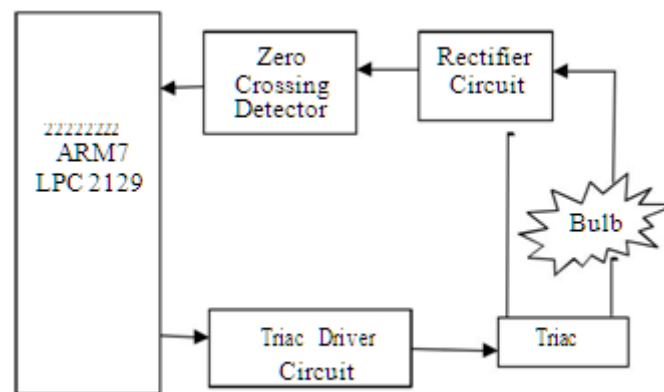 Zero
Crossing
Detector
Rectifier
Circuit
ARM7
LPC 2129
Bulb
Triac Driver
Circuit
Triac